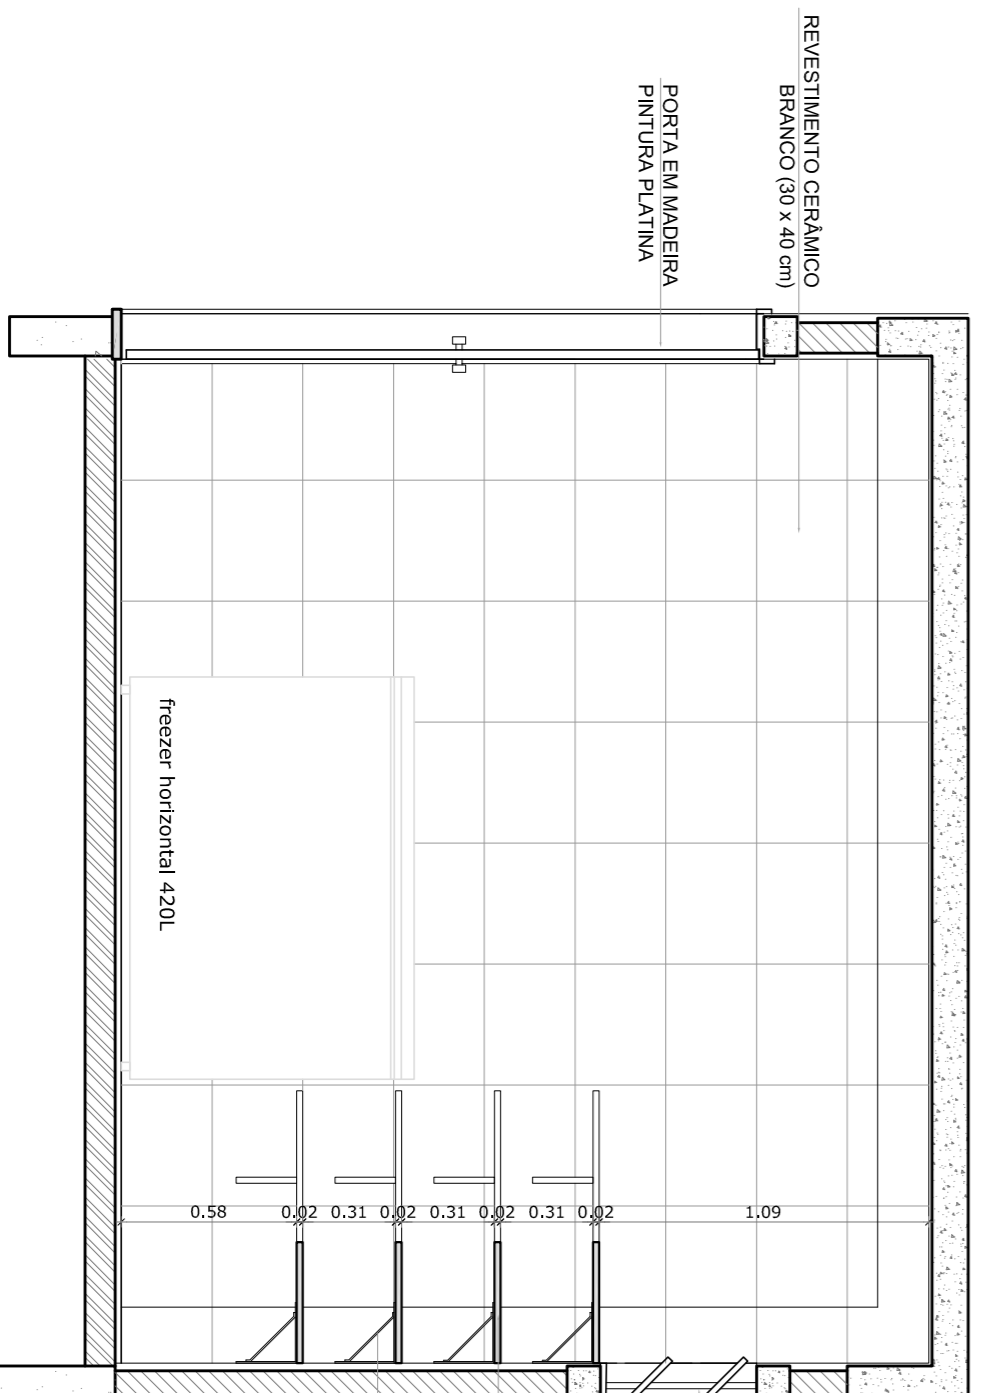 REVESTIMENTO CERÂMICO
BRANCO (30 x 40 cm)
PORTA EM MADEIRA
PINTURA PLATINA
freezer horizontal 420L
0.58 0.02 0.31 0.02 0.31 0.02 0.31 0.02 1.09